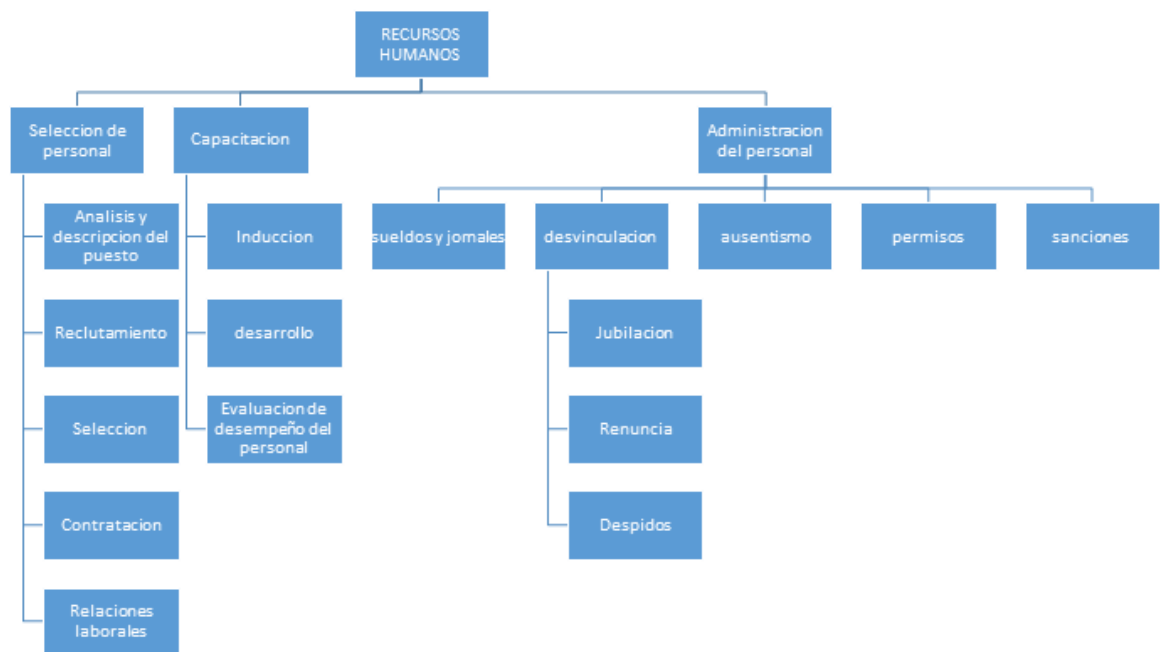 RECURSOS
HUMANOS
Seleccion de
personal
Capacitacion
Administracion
del personal
Analisis y
descripcion del
puesto
Induccion
sueldos y jornales
desvinculacion
ausentismo
permisos
sanciones
Reclutamiento
desarrollo
Jubilacion
Seleccion
Evaluacion de
desempeño del
personal
Renuncia
Contratacion
Despidos
Relaciones
laborales